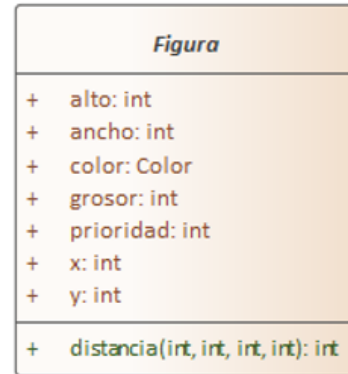 Figura
+ alto: int
+ ancho: int
+ color: Color
+ grosor: int
+ prioridad: int
+ x: int
+ y: int
+ distancia(int, int, int, int): int